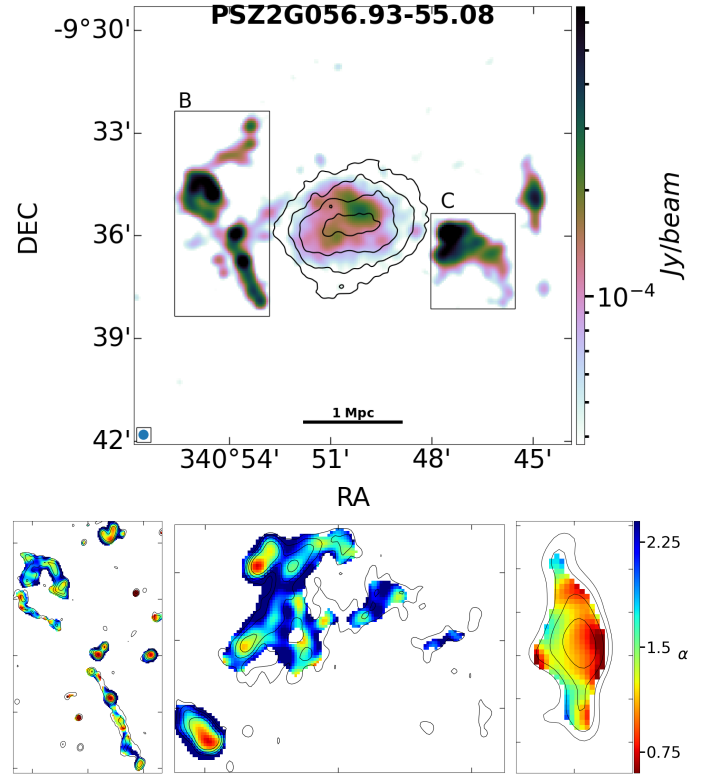 PSZ2G056.93-55.08
-9°30'
33'
36'
39'
42'
DEC
B
C
1 Mpc
340°54'
51'
48'
45'
RA
10⁻⁴
Jy/beam
2.25
1.5
0.75
α